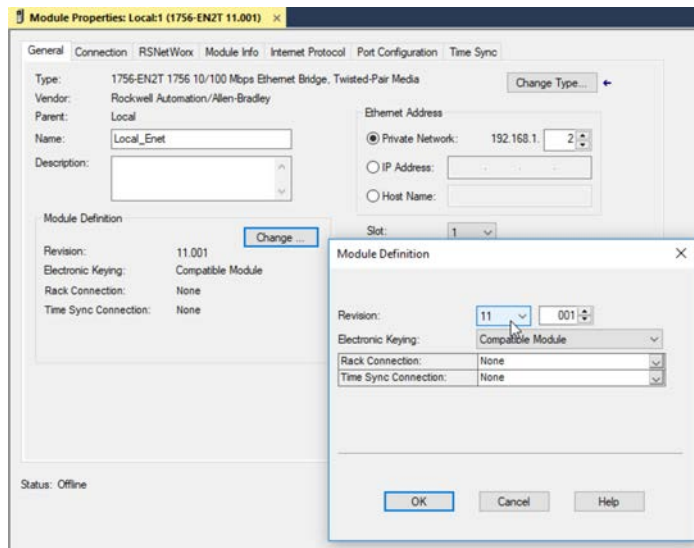 Module Properties: Local:1 (1756-EN2T 11.001) ×
General Connection RSNetWorx Module Info Internet Protocol Port Configuration Time Sync
Type: 1756-EN2T 1756 10/100 Mbps Ethernet Bridge, Twisted-Pair Media
Change Type...
Vendor: Rockwell Automation/Allen-Bradley
Parent: Local
Name: Local_Enet
Description:
Ethernet Address
Private Network: 192.168.1. 2
IP Address:
Host Name:
Slot: 1
Module Definition
Change ...
Revision: 11.001
Electronic Keying: Compatible Module
Rack Connection: None
Time Sync Connection: None
Status: Offline
Module Definition
Revision: 11 001
Electronic Keying: Compatible Module
Rack Connection: None
Time Sync Connection: None
OK Cancel Help